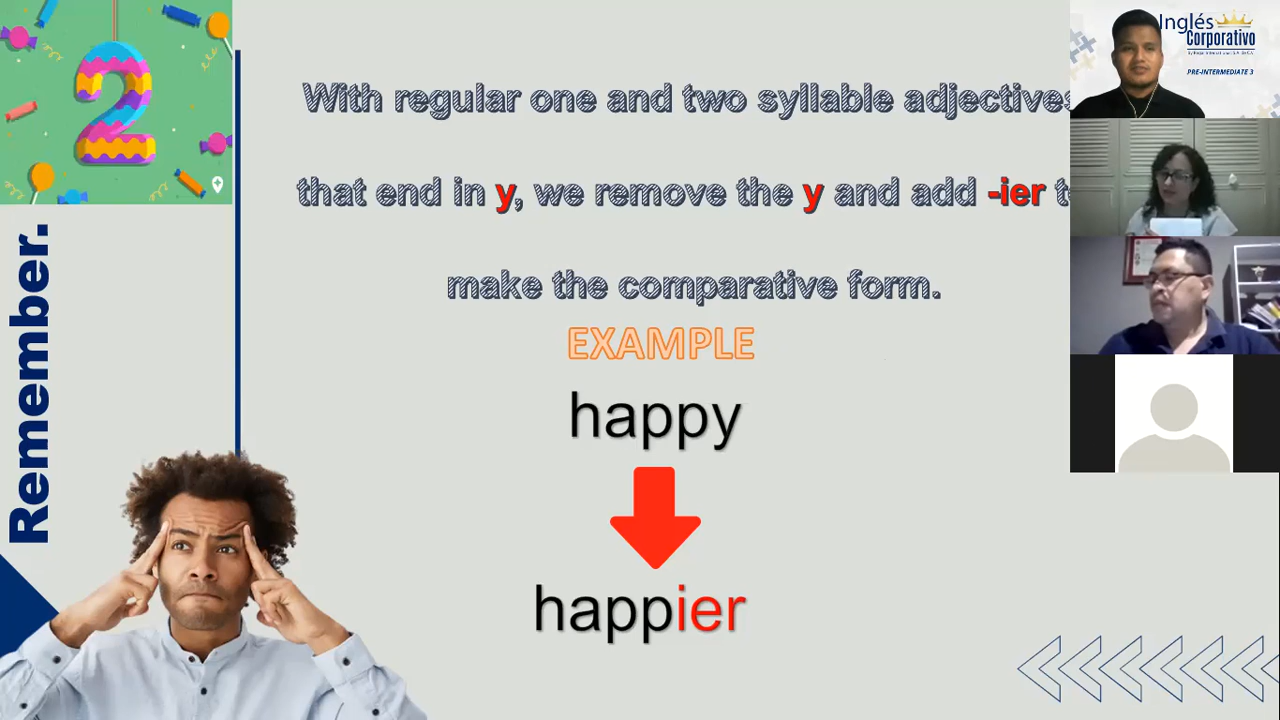 2
Remember.
With regular one and two syllable adjectives
that end in y, we remove the y and add -ier
make the comparative form.
EXAMPLE
happy
happier
Inglés
Corporativo
PRE-INTERMEDIATE 3